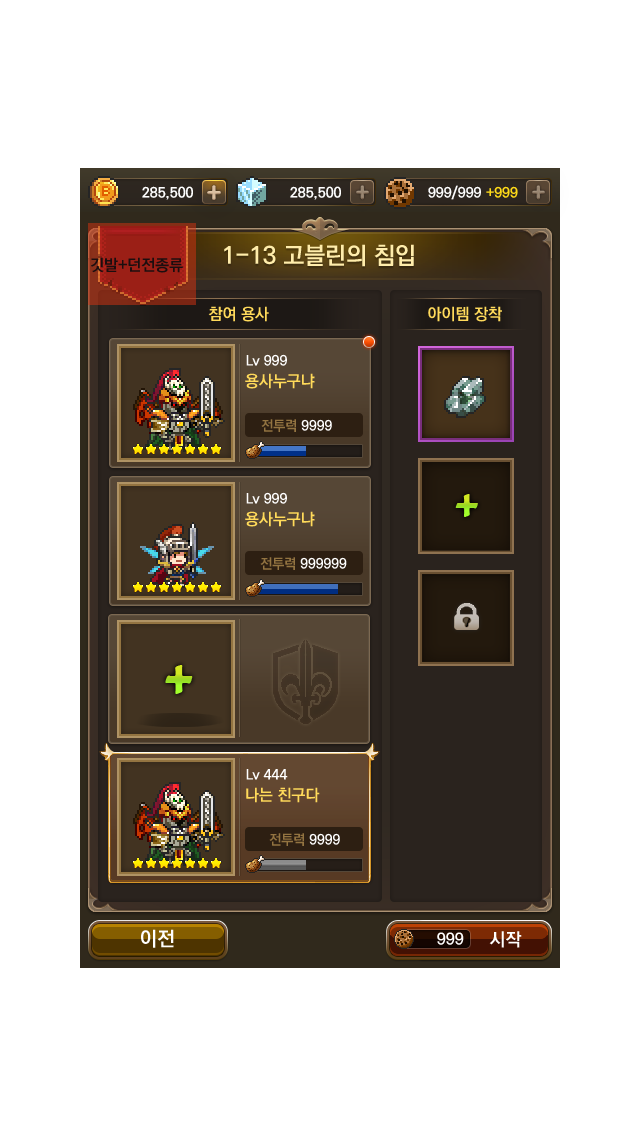 285,500
285,500
999/999 +999
깃발+던전종류
1-13 고블린의 침입
참여 용사
아이템 장착
Lv 999
용사누구냐
전투력 9999
Lv 999
용사누구냐
전투력 999999
Lv 444
나는 친구다
전투력 9999
이전
999 시작